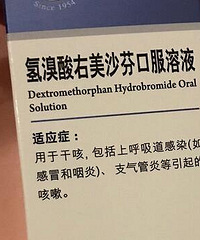 Since 1954
氢溴酸右美沙芬口服溶液
Dextromethorphan Hydrobromide Oral
Solution
适应症：
用于干咳，包括上呼吸道感染(如
感冒和咽炎)、支气管炎等引起的
咳嗽。